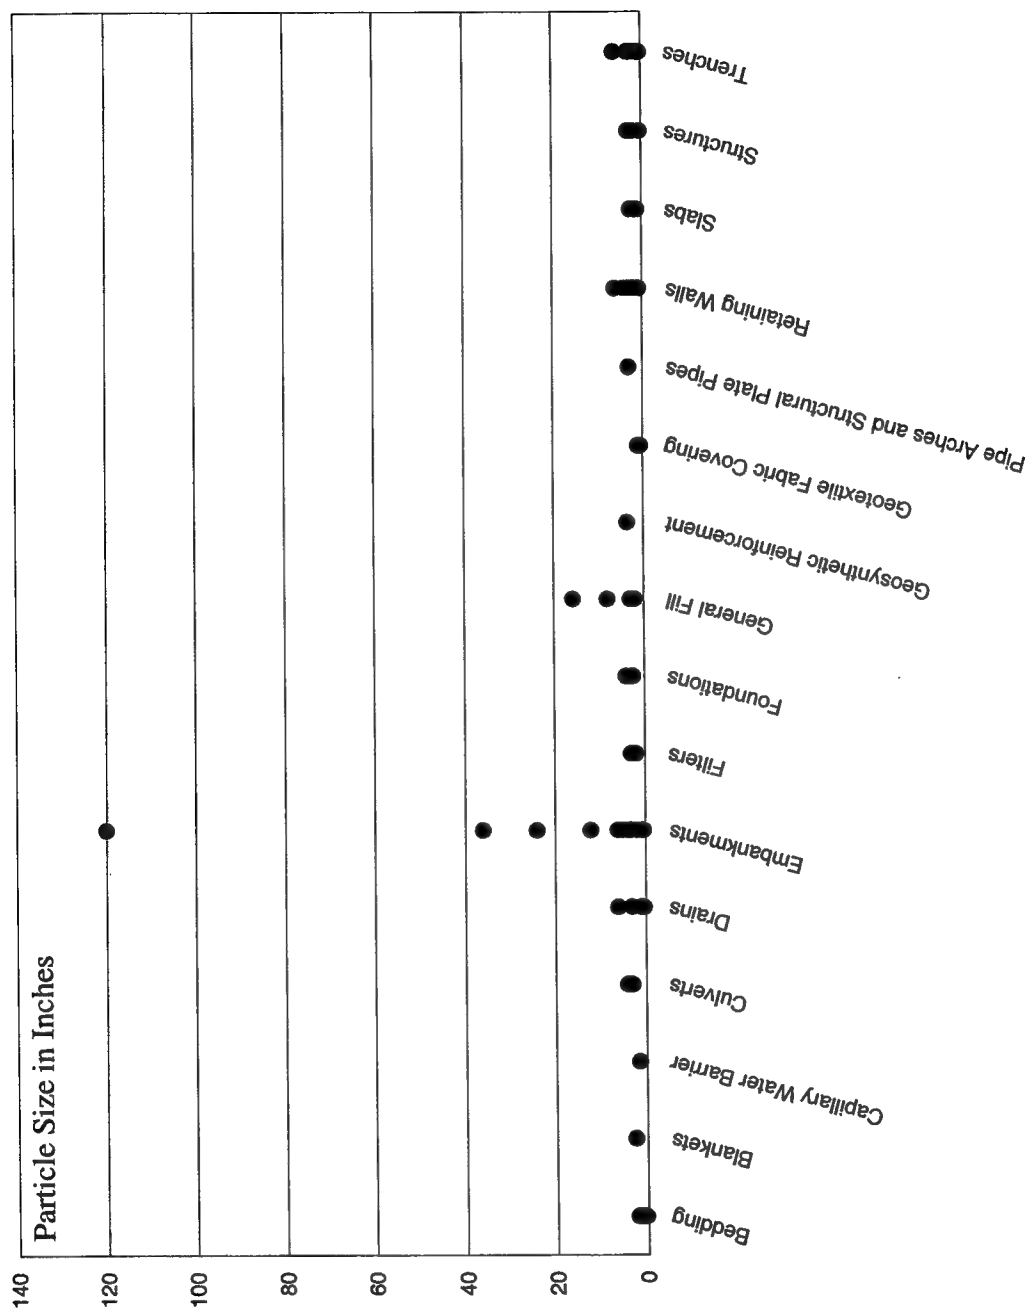 Particle Size in Inches
140
120
100
80
60
40
20
0
Bedding
Blankets
Capillary Water Barrier
Culverts
Drains
Embankments
Filters
Foundations
General Fill
Geosynthetic Reinforcement
Geotextile Fabric Covering
Pipe Arches and Structural Plate Pipes
Retaining Walls
Slabs
Structures
Trenches